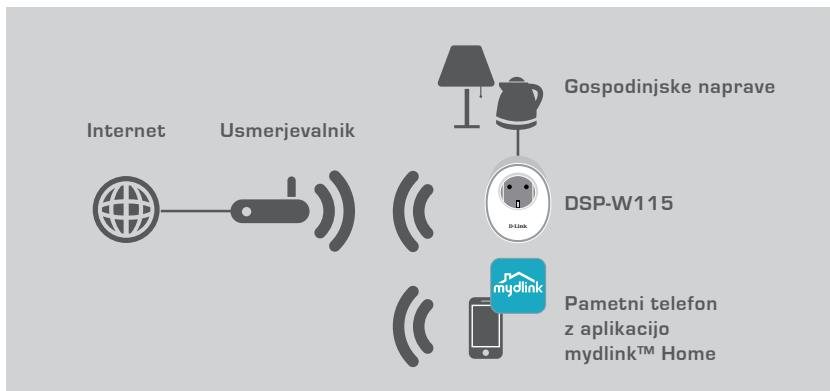 Gospodinjske naprave
Internet
Usmerjevalnik
DSP-W115
D-Link
mydlink
Pametni telefon
z aplikacijo
mydlink™ Home